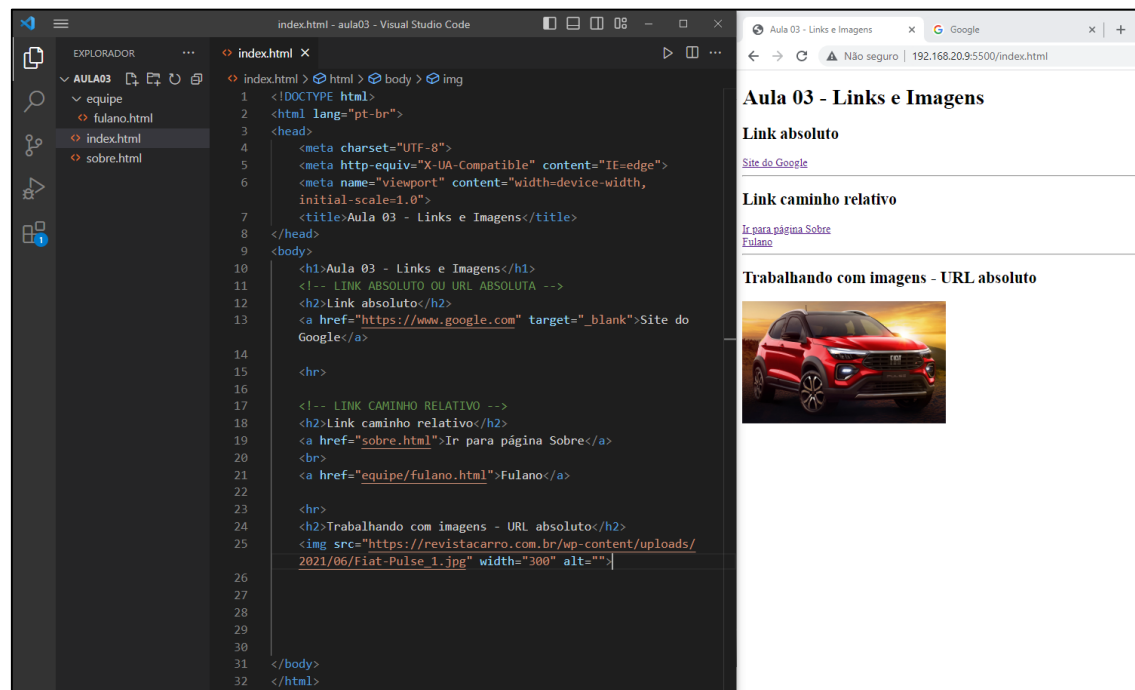 index.html - aula03 - Visual Studio Code
EXPLORADOR
AULA03
equipe
fulano.html
index.html
sobre.html
1
index.html
index.html > html > body > img
1 <!DOCTYPE html>
2 <html lang="pt-br">
3 <head>
4 <meta charset="UTF-8">
5 <meta http-equiv="X-UA-Compatible" content="IE=edge">
6 <meta name="viewport" content="width=device-width,
initial-scale=1.0">
7 <title>Aula 03 - Links e Imagens</title>
8 </head>
9 <body>
10 <h1>Aula 03 - Links e Imagens</h1>
11 <!-- LINK ABSOLUTO OU URL ABSOLUTA -->
12 <h2>Link absoluto</h2>
13 <a href="https://www.google.com" target="_blank">Site do
Google</a>
14
15 <hr>
16
17 <!-- LINK CAMINHO RELATIVO -->
18 <h2>Link caminho relativo</h2>
19 <a href="sobre.html">Ir para página Sobre</a>
20 <br>
21 <a href="equipe/fulano.html">Fulano</a>
22
23 <hr>
24 <h2>Trabalhando com imagens - URL absoluto</h2>
25 <img src="https://revistacarro.com.br/wp-content/uploads/
2021/06/Fiat-Pulse_1.jpg" width="300" alt="">
26
27
28
29
30
31 </body>
32 </html>
Aula 03 - Links e Imagens
Google
Não seguro | 192.168.20.9:5500/index.html
Aula 03 - Links e Imagens
Link absoluto
Site do Google
Link caminho relativo
Ir para página Sobre
Fulano
Trabalhando com imagens - URL absoluto
FIAT